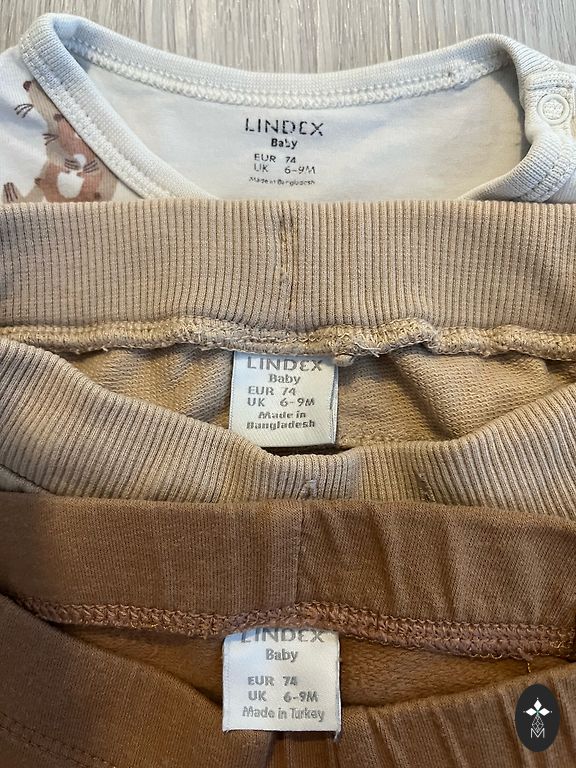 LINDEX
Baby
EUR 74
UK 6-9M
Made in Bangladesh
LINDEX
Baby
EUR 74
UK 6-9M
Made in
Bangladesh
LINDEX
Baby
EUR 74
UK 6-9M
Made in Turkey
M